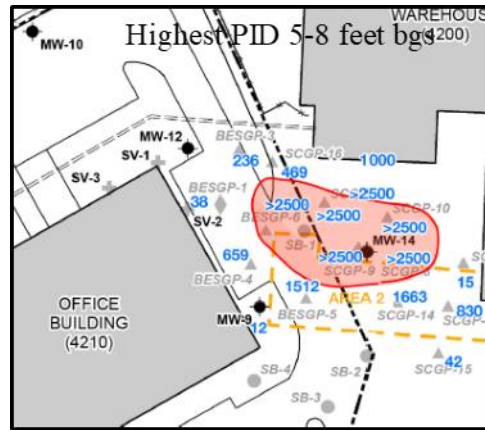 WAREHOUS
(4200)
Highest PID 5-8 feet bgs
MW-10
MW-12
BESGP-3
SCGP-16
SV-1
236
469
1000
SV-3
BESGP-1
>2500
38
SV-2
SCGP-10
BESGP-6
>2500
>2500
SB-1
MW-14
659
>2500
>2500
BESGP-4
SCGP-9
15
1512
AREA 2
1663
OFFICE
BUILDING
(4210)
MW-9
12
BESGP-5
SCGP-14
830
SB-4
SB-2
42
SCGP-15
SB-3